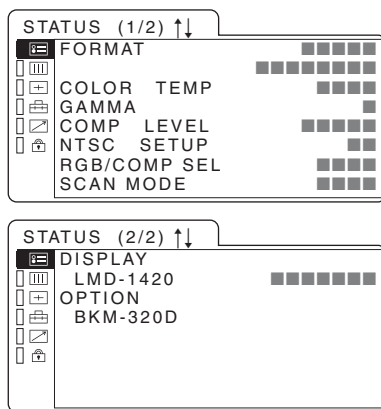 STATUS (1/2) ↑↓
FORMAT ■■■■■
■■■■■■■■
COLOR TEMP ■■■■
GAMMA ■
COMP LEVEL ■■■■■
NTSC SETUP ■■
RGB/COMP SEL ■■■■
SCAN MODE ■■■■
STATUS (2/2) ↑↓
DISPLAY
LMD-1420 ■■■■■■■
OPTION
BKM-320D